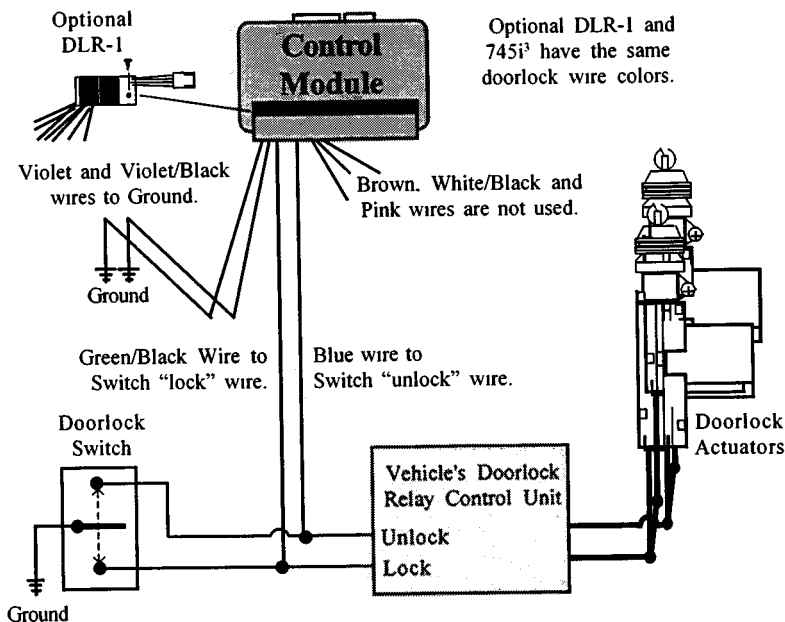 Optional
DLR-1
Control
Module
Optional DLR-1 and
745i³ have the same
doorlock wire colors.
Violet and Violet/Black
wires to Ground.
Brown, White/Black and
Pink wires are not used.
Ground
Green/Black Wire to
Switch “lock” wire.
Blue wire to
Switch “unlock” wire.
Doorlock
Switch
Doorlock
Actuators
Vehicle's Doorlock
Relay Control Unit
Unlock
Lock
Ground